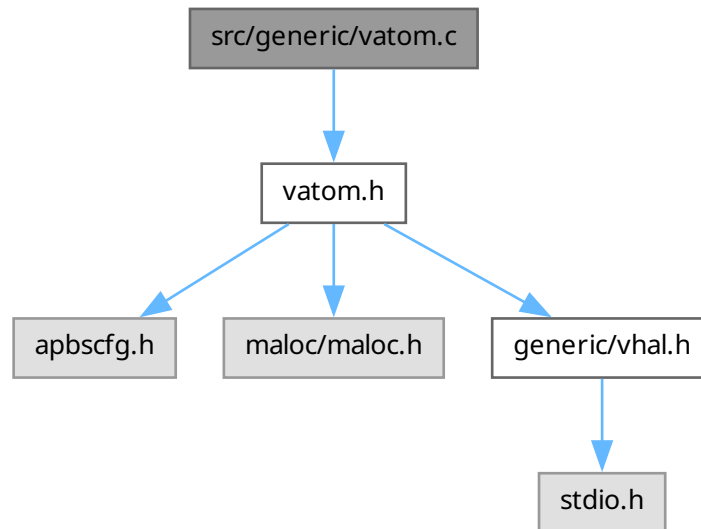 src/generic/vatom.c
vatom.h
apbscfg.h
maloc/maloc.h
generic/vhal.h
stdio.h